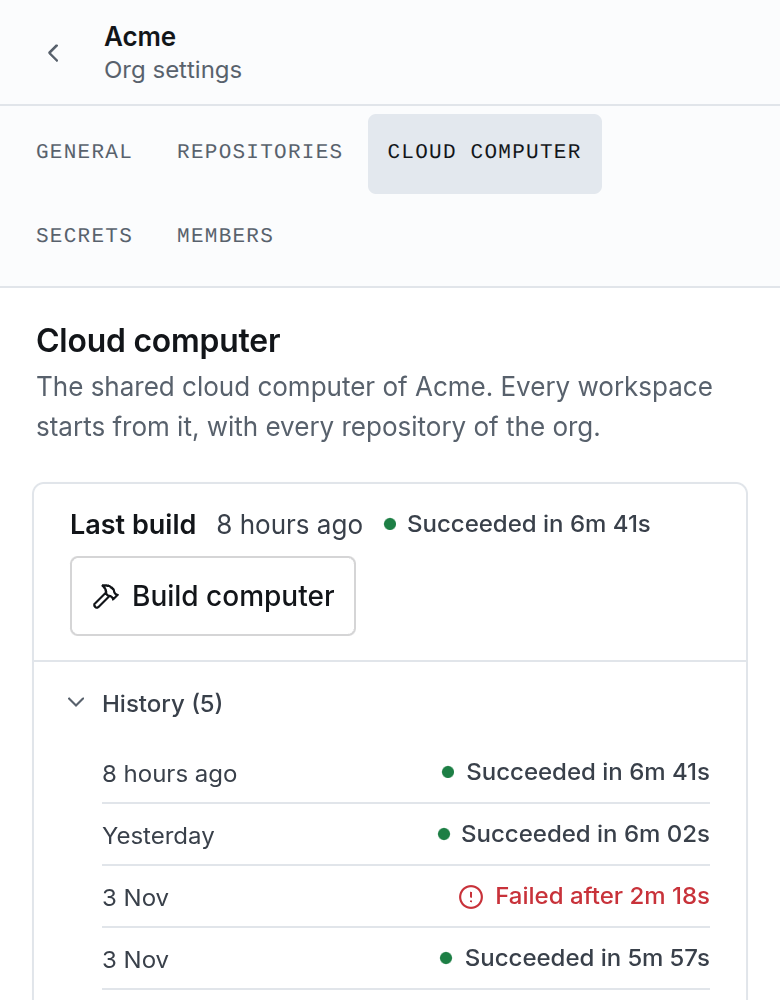 Acme
Org settings
GENERAL REPOSITORIES CLOUD COMPUTER
SECRETS MEMBERS
Cloud computer
The shared cloud computer of Acme. Every workspace
starts from it, with every repository of the org.
Last build 8 hours ago Succeeded in 6m 41s
Build computer
History (5)
8 hours ago Succeeded in 6m 41s
Yesterday Succeeded in 6m 02s
3 Nov Failed after 2m 18s
3 Nov Succeeded in 5m 57s